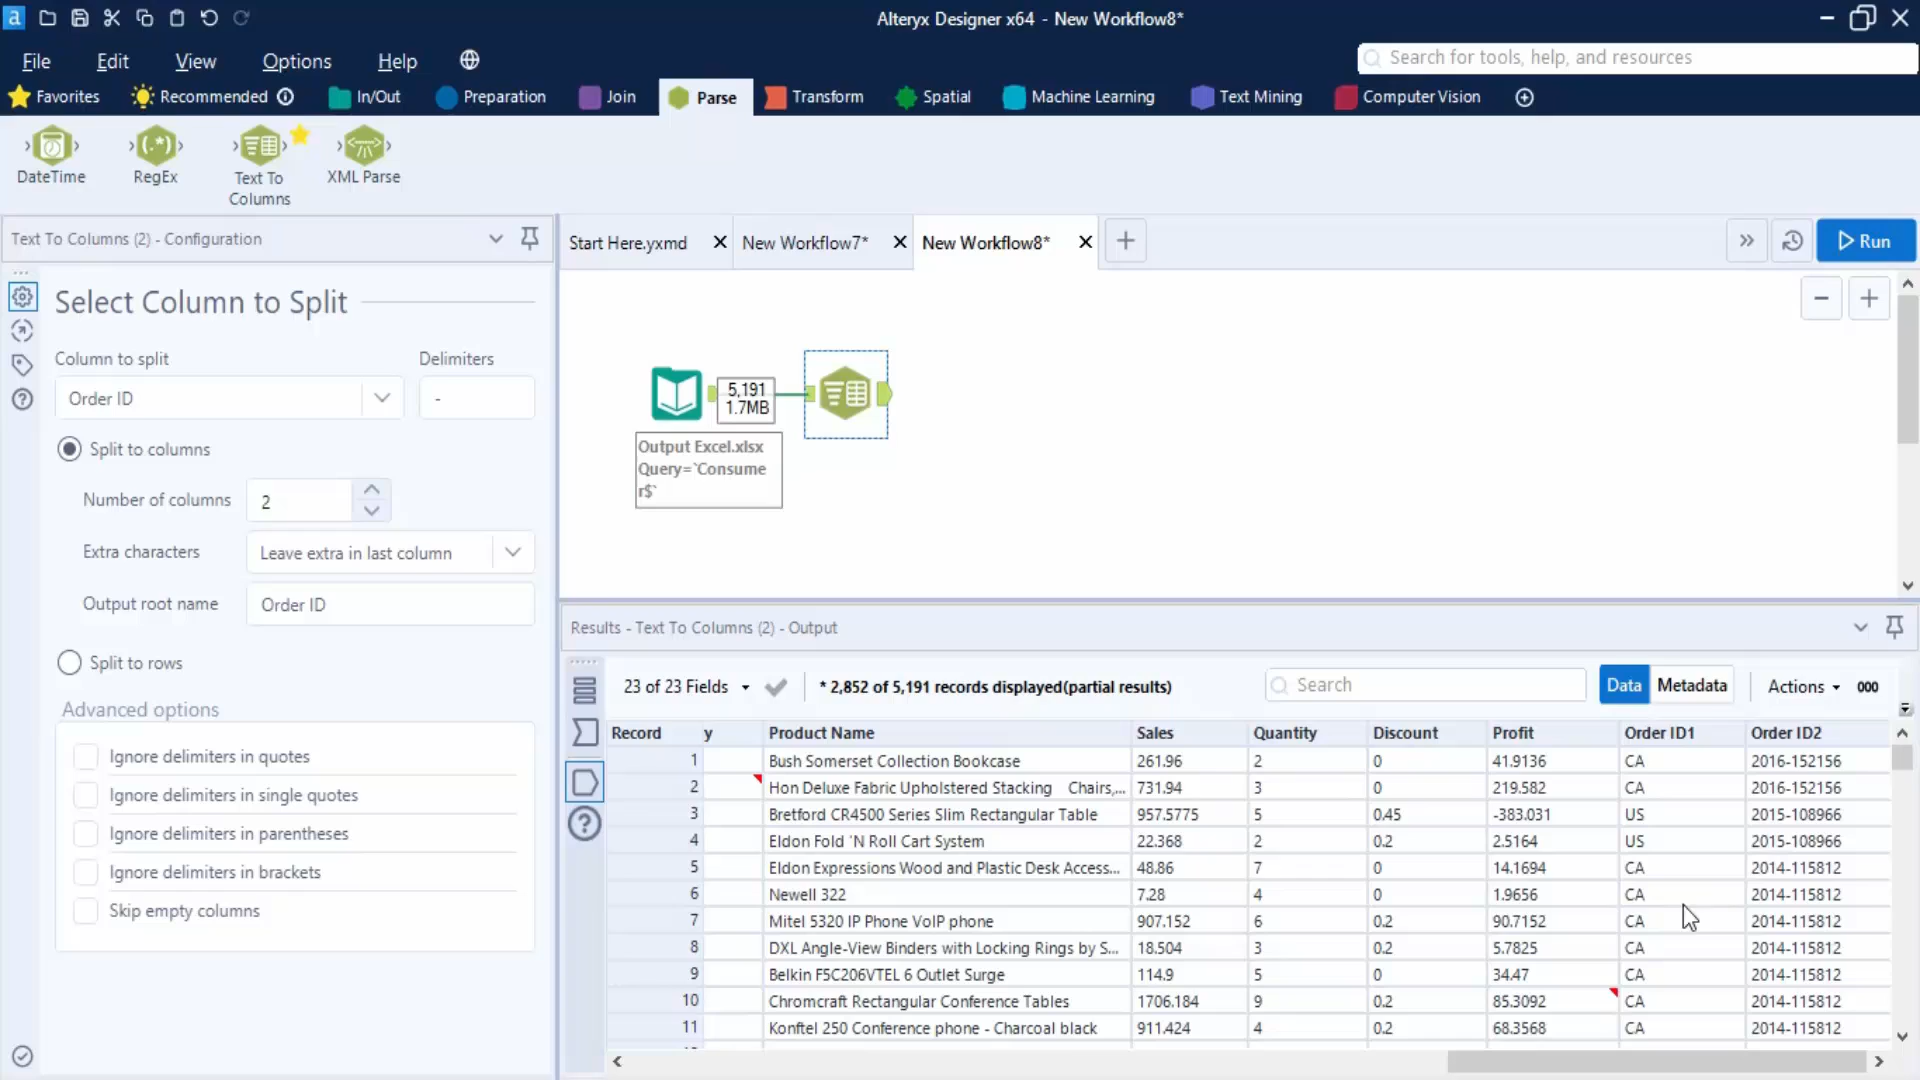 a
Alteryx Designer x64 - New Workflow8*
File Edit View Options Help
Search for tools, help, and resources
Favorites Recommended In/Out Preparation Join Parse Transform Spatial Machine Learning Text Mining Computer Vision
DateTime RegEx Text To Columns XML Parse
Text To Columns (2) - Configuration
Start Here.yxmd New Workflow7* New Workflow8* Run
Select Column to Split
Column to split Delimiters
Order ID -
Split to columns
Number of columns 2
Extra characters Leave extra in last column
Output root name Order ID
Split to rows
Advanced options
Ignore delimiters in quotes
Ignore delimiters in single quotes
Ignore delimiters in parentheses
Ignore delimiters in brackets
Skip empty columns
5,191
1.7MB
Output Excel.xlsx
Query=`Consume
r$`
Results - Text To Columns (2) - Output
23 of 23 Fields * 2,852 of 5,191 records displayed(partial results) Search Data Metadata Actions 000
Record y Product Name Sales Quantity Discount Profit Order ID1 Order ID2
1 Bush Somerset Collection Bookcase 261.96 2 0 41.9136 CA 2016-152156
2 Hon Deluxe Fabric Upholstered Stacking Chairs,... 731.94 3 0 219.582 CA 2016-152156
3 Bretford CR4500 Series Slim Rectangular Table 957.5775 5 0.45 -383.031 US 2015-108966
4 Eldon Fold `N Roll Cart System 22.368 2 0.2 2.5164 US 2015-108966
5 Eldon Expressions Wood and Plastic Desk Access... 48.86 7 0 14.1694 CA 2014-115812
6 Newell 322 7.28 4 0 1.9656 CA 2014-115812
7 Mitel 5320 IP Phone VoIP phone 907.152 6 0.2 90.7152 CA 2014-115812
8 DXL Angle-View Binders with Locking Rings by S... 18.504 3 0.2 5.7825 CA 2014-115812
9 Belkin F5C206VTEL 6 Outlet Surge 114.9 5 0 34.47 CA 2014-115812
10 Chromcraft Rectangular Conference Tables 1706.184 9 0.2 85.3092 CA 2014-115812
11 Konftel 250 Conference phone - Charcoal black 911.424 4 0.2 68.3568 CA 2014-115812